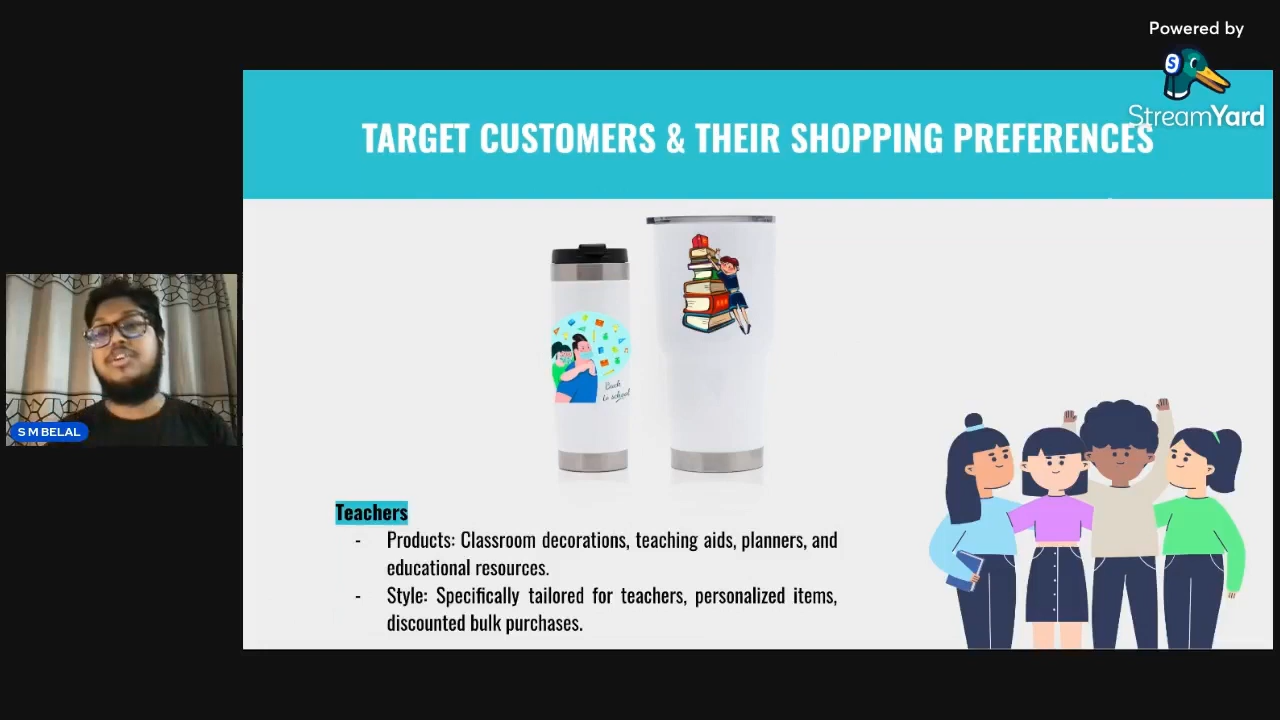 Powered by
S
StreamYard
TARGET CUSTOMERS & THEIR SHOPPING PREFERENCES
Back
to school
S M BELAL
Teachers
- Products: Classroom decorations, teaching aids, planners, and
educational resources.
- Style: Specifically tailored for teachers, personalized items,
discounted bulk purchases.